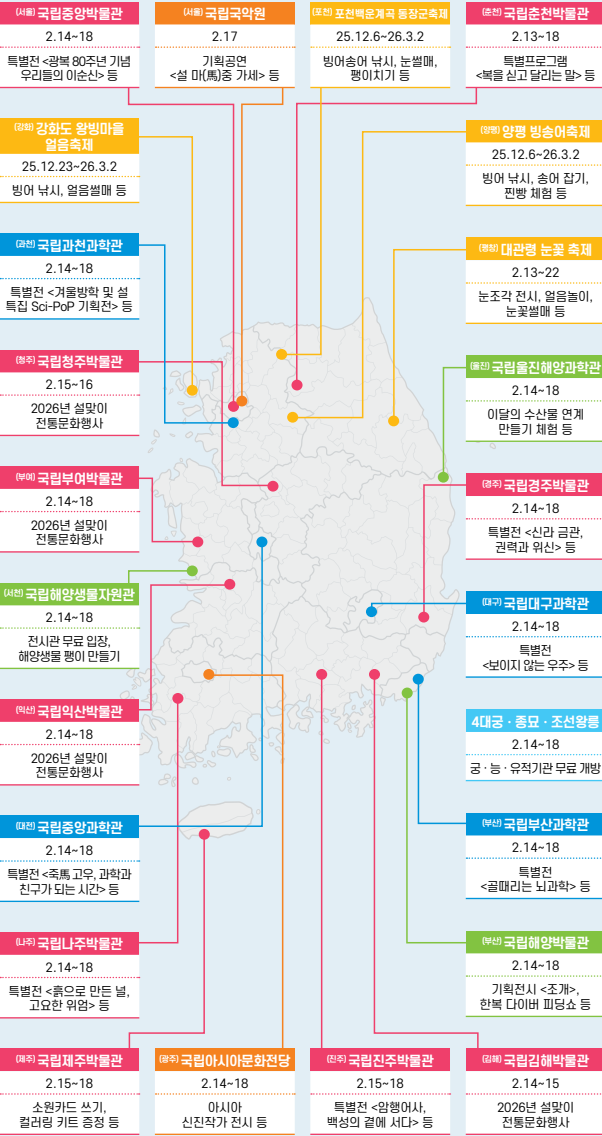 (서울) 국립중앙박물관
2.14~18
특별전 <광복 80주년 기념
우리들의 이순신> 등
(서울) 국립국악원
2.17
기획공연
<설 마(馬)중 가세> 등
(포천) 포천백운계곡 동장군축제
25.12.6~26.3.2
빙어송어 낚시, 눈썰매,
팽이치기 등
(춘천) 국립춘천박물관
2.13~18
특별프로그램
<복을 싣고 달리는 말> 등
(강화) 강화도 왕빙마을
얼음축제
25.12.23~26.3.2
빙어 낚시, 얼음썰매 등
(양평) 양평 빙송어축제
25.12.6~26.3.2
빙어 낚시, 송어 잡기,
찐빵 체험 등
(과천) 국립과천과학관
2.14~18
특별전 <겨울방학 및 설
특집 Sci-PoP 기획전> 등
(평창) 대관령 눈꽃 축제
2.13~22
눈조각 전시, 얼음놀이,
눈꽃썰매 등
(청주) 국립청주박물관
2.15~16
2026년 설맞이
전통문화행사
(울진) 국립울진해양과학관
2.14~18
이달의 수산물 연계
만들기 체험 등
(부여) 국립부여박물관
2.14~18
2026년 설맞이
전통문화행사
(경주) 국립경주박물관
2.14~18
특별전 <신라 금관,
권력과 위신> 등
(서천) 국립해양생물자원관
2.14~18
전시관 무료 입장,
해양생물 팽이 만들기
(대구) 국립대구과학관
2.14~18
특별전
<보이지 않는 우주> 등
(익산) 국립익산박물관
2.14~18
2026년 설맞이
전통문화행사
4대궁 · 종묘 · 조선왕릉
2.14~18
궁 · 능 · 유적기관 무료 개방
(대전) 국립중앙과학관
2.14~18
특별전 <죽馬 고우, 과학과
친구가 되는 시간> 등
(부산) 국립부산과학관
2.14~18
특별전
<골때리는 뇌과학> 등
(나주) 국립나주박물관
2.14~18
특별전 <흙으로 만든 널,
고요한 위엄> 등
(부산) 국립해양박물관
2.14~18
기획전시 <조개>,
한복 다이버 피딩쇼 등
(제주) 국립제주박물관
2.15~18
소원카드 쓰기,
컬러링 키트 증정 등
(광주) 국립아시아문화전당
2.14~18
아시아
신진작가 전시 등
(진주) 국립진주박물관
2.15~18
특별전 <암행어사,
백성의 곁에 서다> 등
(김해) 국립김해박물관
2.14~15
2026년 설맞이
전통문화행사